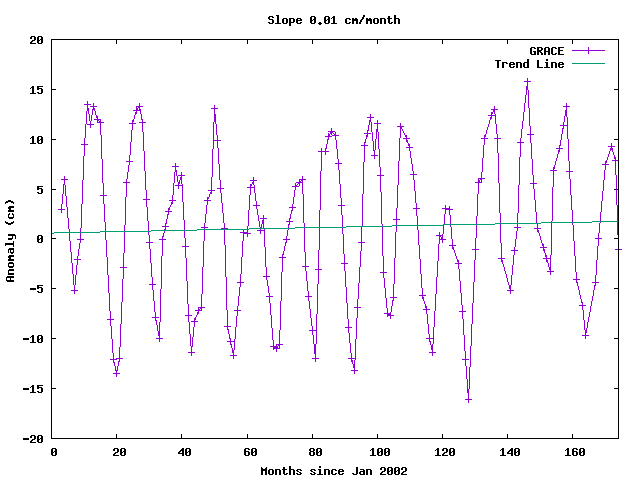 Slope 0.01 cm/month
GRACE
Trend Line
20
15
10
5
0
-5
-10
-15
-20
Anomaly (cm)
0 20 40 60 80 100 120 140 160
Months since Jan 2002